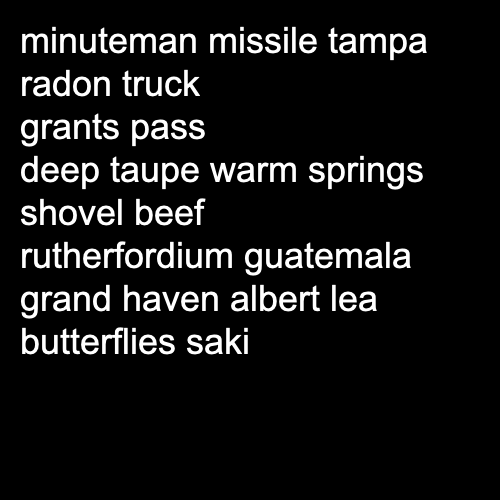 minuteman missile tampa
radon truck
grants pass
deep taupe warm springs
shovel beef
rutherfordium guatemala
grand haven albert lea
butterflies saki